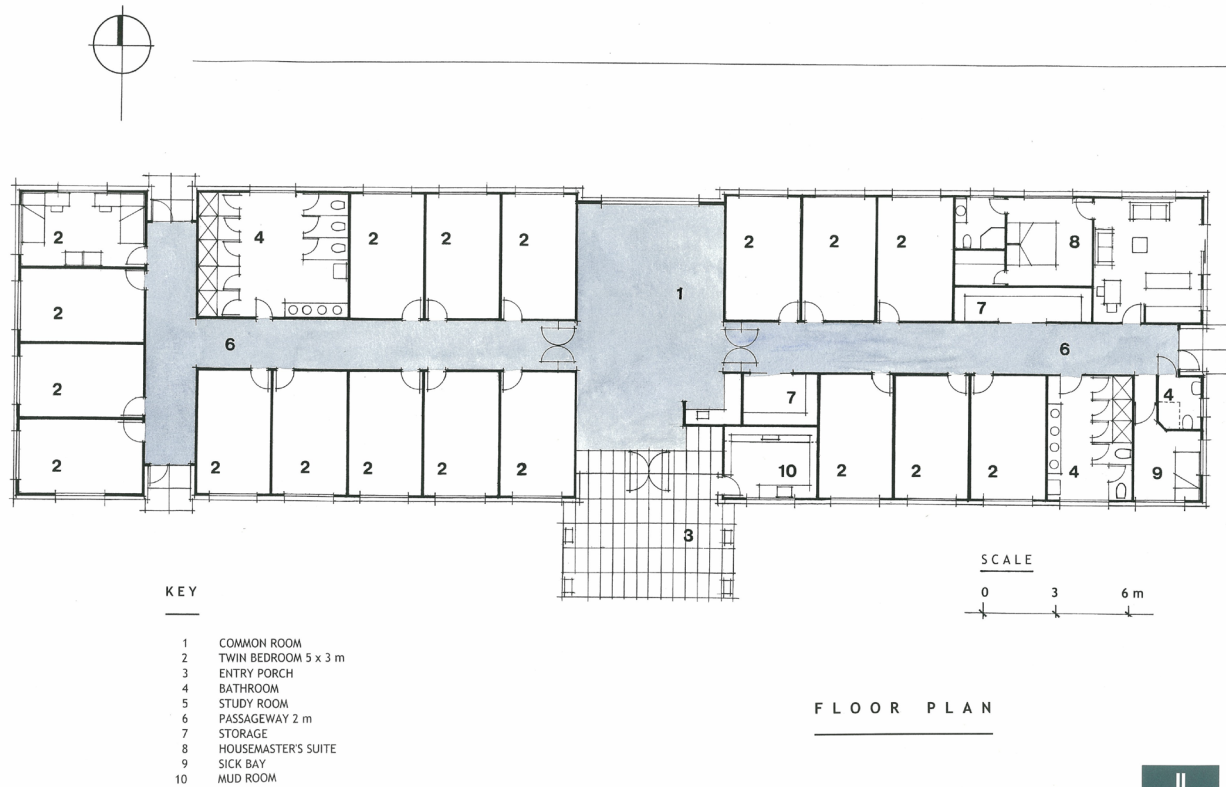 2 4 2 2 2 1 2 2 2 8
2 7
6 6
2 7 4
2 2 2 2 2 2 10 2 2 2 4 9
3
SCALE
0 3 6 m
KEY
1 COMMON ROOM
2 TWIN BEDROOM 5 x 3 m
3 ENTRY PORCH
4 BATHROOM
5 STUDY ROOM
6 PASSAGEWAY 2 m
7 STORAGE
8 HOUSEMASTER'S SUITE
9 SICK BAY
10 MUD ROOM
FLOOR PLAN